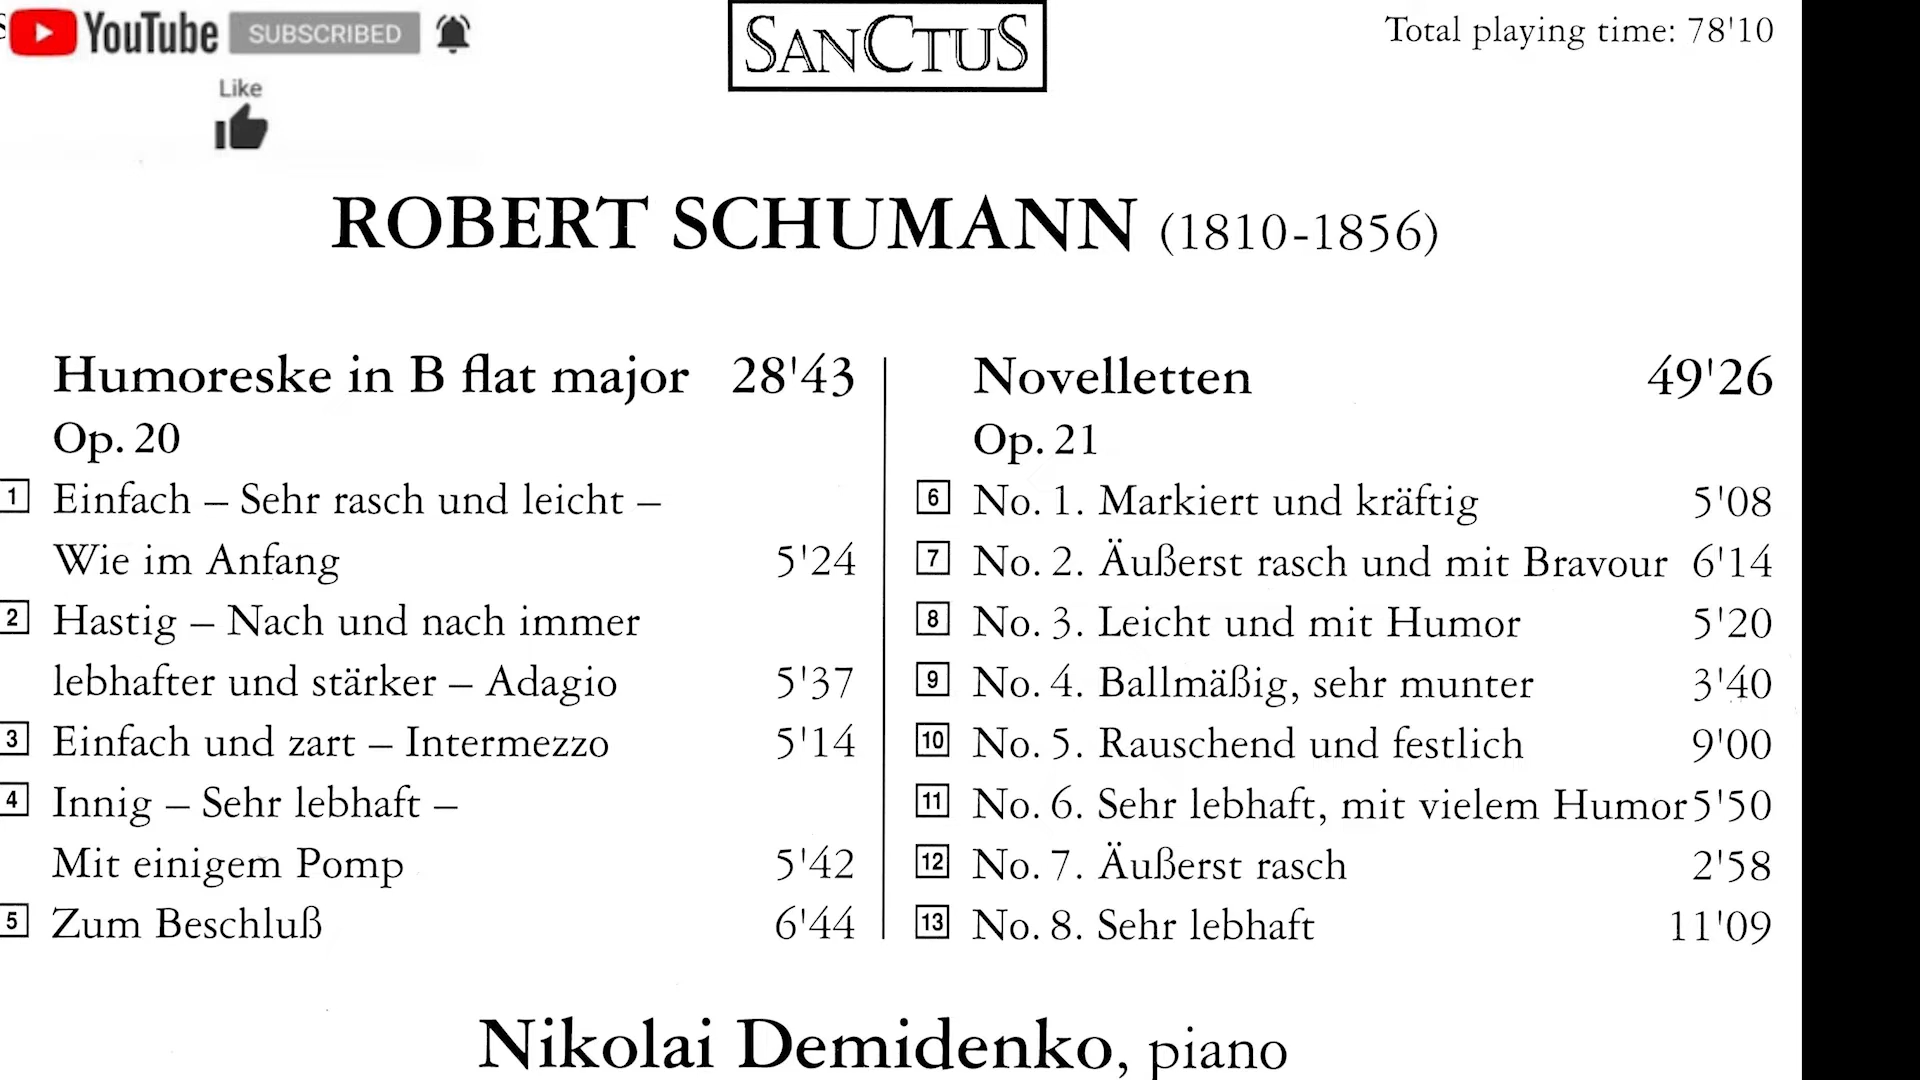 YouTube SUBSCRIBED
Like
SANCTUS
Total playing time: 78'10
ROBERT SCHUMANN (1810-1856)
Humoreske in B flat major 28'43
Op. 20
1 Einfach – Sehr rasch und leicht –
Wie im Anfang 5'24
2 Hastig – Nach und nach immer
lebhafter und stärker – Adagio 5'37
3 Einfach und zart – Intermezzo 5'14
4 Innig – Sehr lebhaft –
Mit einigem Pomp 5'42
5 Zum Beschluß 6'44
Novelletten 49'26
Op. 21
6 No. 1. Markiert und kräftig 5'08
7 No. 2. Äußerst rasch und mit Bravour 6'14
8 No. 3. Leicht und mit Humor 5'20
9 No. 4. Ballmäßig, sehr munter 3'40
10 No. 5. Rauschend und festlich 9'00
11 No. 6. Sehr lebhaft, mit vielem Humor 5'50
12 No. 7. Äußerst rasch 2'58
13 No. 8. Sehr lebhaft 11'09
Nikolai Demidenko, piano